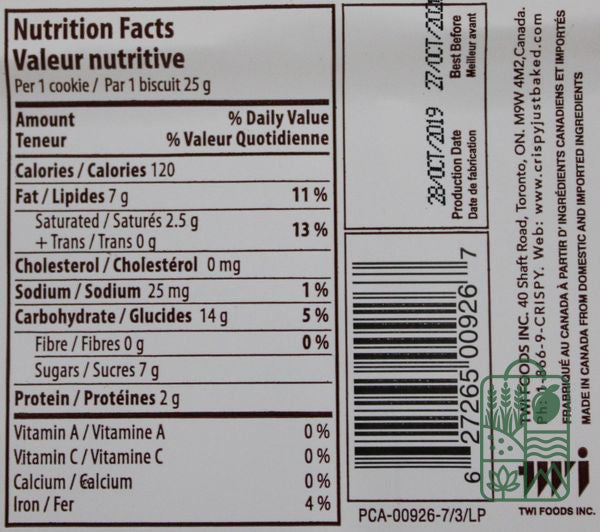 Nutrition Facts
Valeur nutritive
Per 1 cookie / Par 1 biscuit 25 g
Amount % Daily Value
Teneur % Valeur Quotidienne
Calories / Calories 120
Fat / Lipides 7 g 11 %
Saturated / Saturés 2.5 g
+ Trans / Trans 0 g 13 %
Cholesterol / Cholestérol 0 mg
Sodium / Sodium 25 mg 1 %
Carbohydrate / Glucides 14 g 5 %
Fibre / Fibres 0 g 0 %
Sugars / Sucres 7 g
Protein / Protéines 2 g
Vitamin A / Vitamine A 0 %
Vitamin C / Vitamine C 0 %
Calcium / Calcium 0 %
Iron / Fer 4 %
28/OCT/2019
Production Date
Date de fabrication
27/OCT/
Best Before
Meilleur avant
6 27265 00926 7
PCA-00926-7/3/LP
TWI FOODS INC. 40 Shaft Road, Toronto, ON. M9W 4M2,Canada.
Ph: 1-866-9-CRISPY. Web: www.crispyjustbaked.com
FRABRIQUÉ AU CANADA À PARTIR D' INGRÉDIENTS CANADIENS ET IMPORTÉS
MADE IN CANADA FROM DOMESTIC AND IMPORTED INGREDIENTS
twi
TWI FOODS INC.